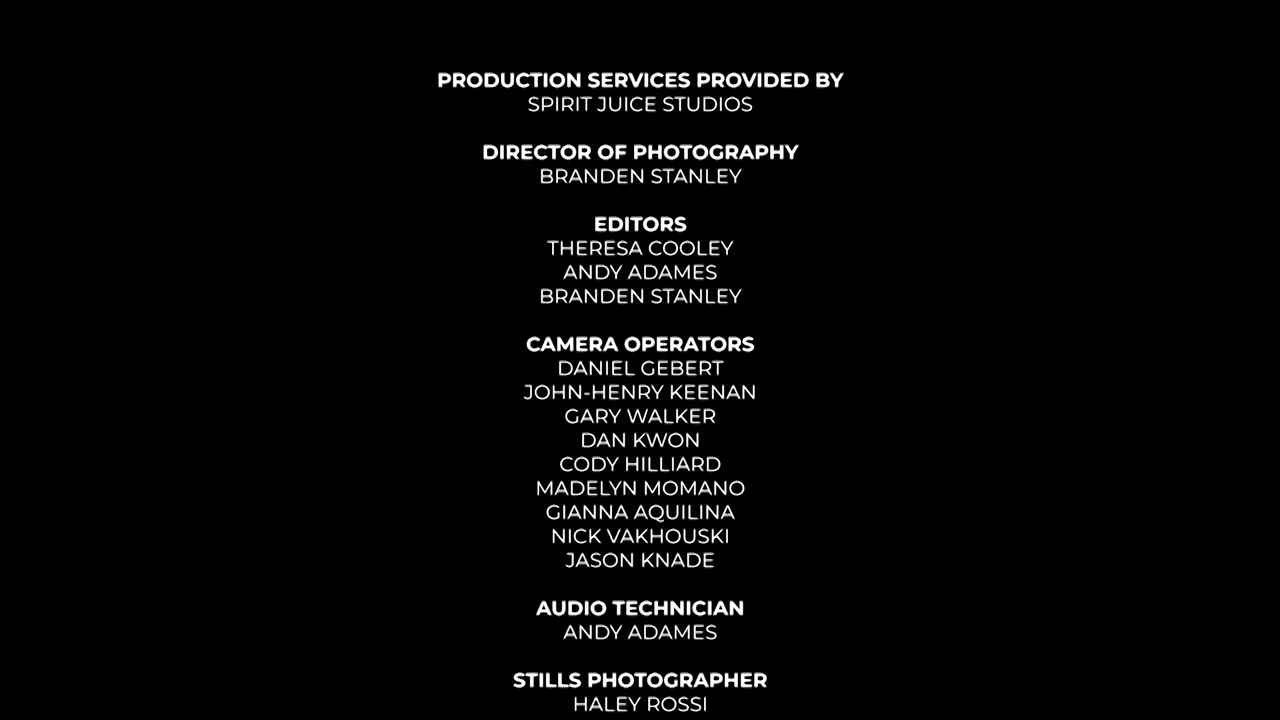 PRODUCTION SERVICES PROVIDED BY
SPIRIT JUICE STUDIOS
DIRECTOR OF PHOTOGRAPHY
BRANDEN STANLEY
EDITORS
THERESA COOLEY
ANDY ADAMES
BRANDEN STANLEY
CAMERA OPERATORS
DANIEL GEBERT
JOHN-HENRY KEENAN
GARY WALKER
DAN KWON
CODY HILLIARD
MADELYN MOMANO
GIANNA AQUILINA
NICK VAKHOUSKI
JASON KNADE
AUDIO TECHNICIAN
ANDY ADAMES
STILLS PHOTOGRAPHER
HALEY ROSSI